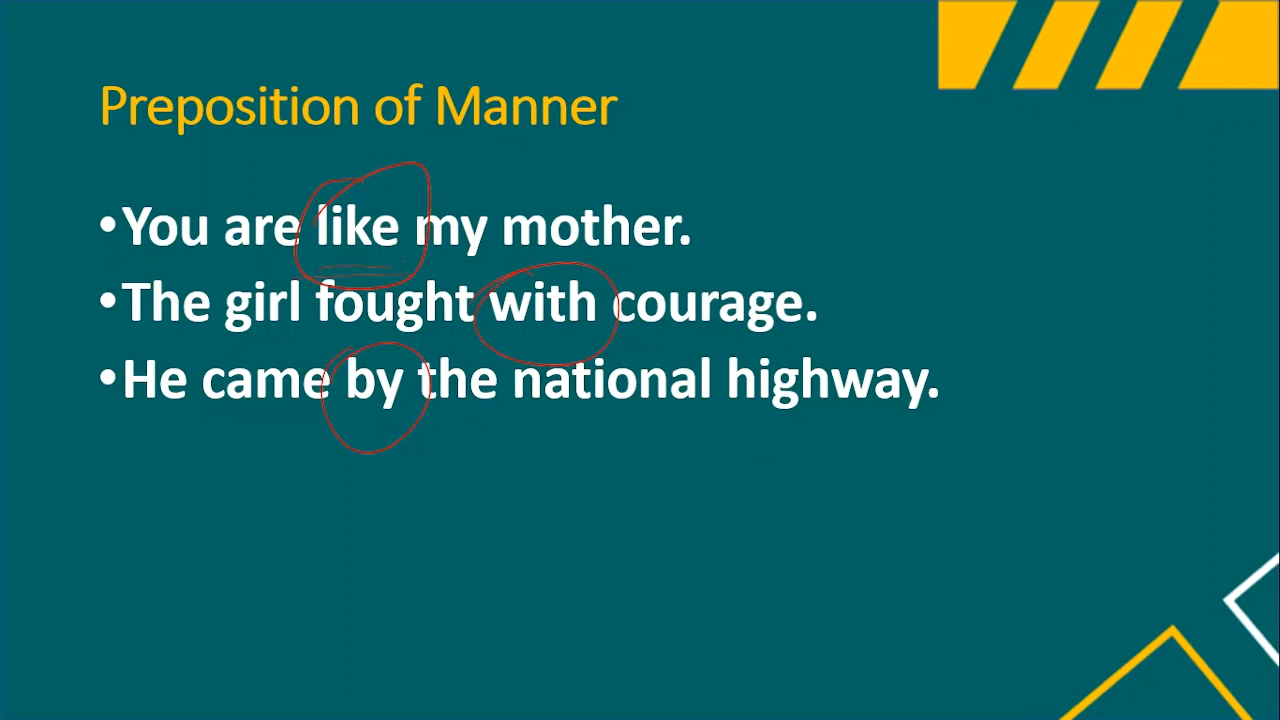 Preposition of Manner
•You are like my mother.
•The girl fought with courage.
•He came by the national highway.